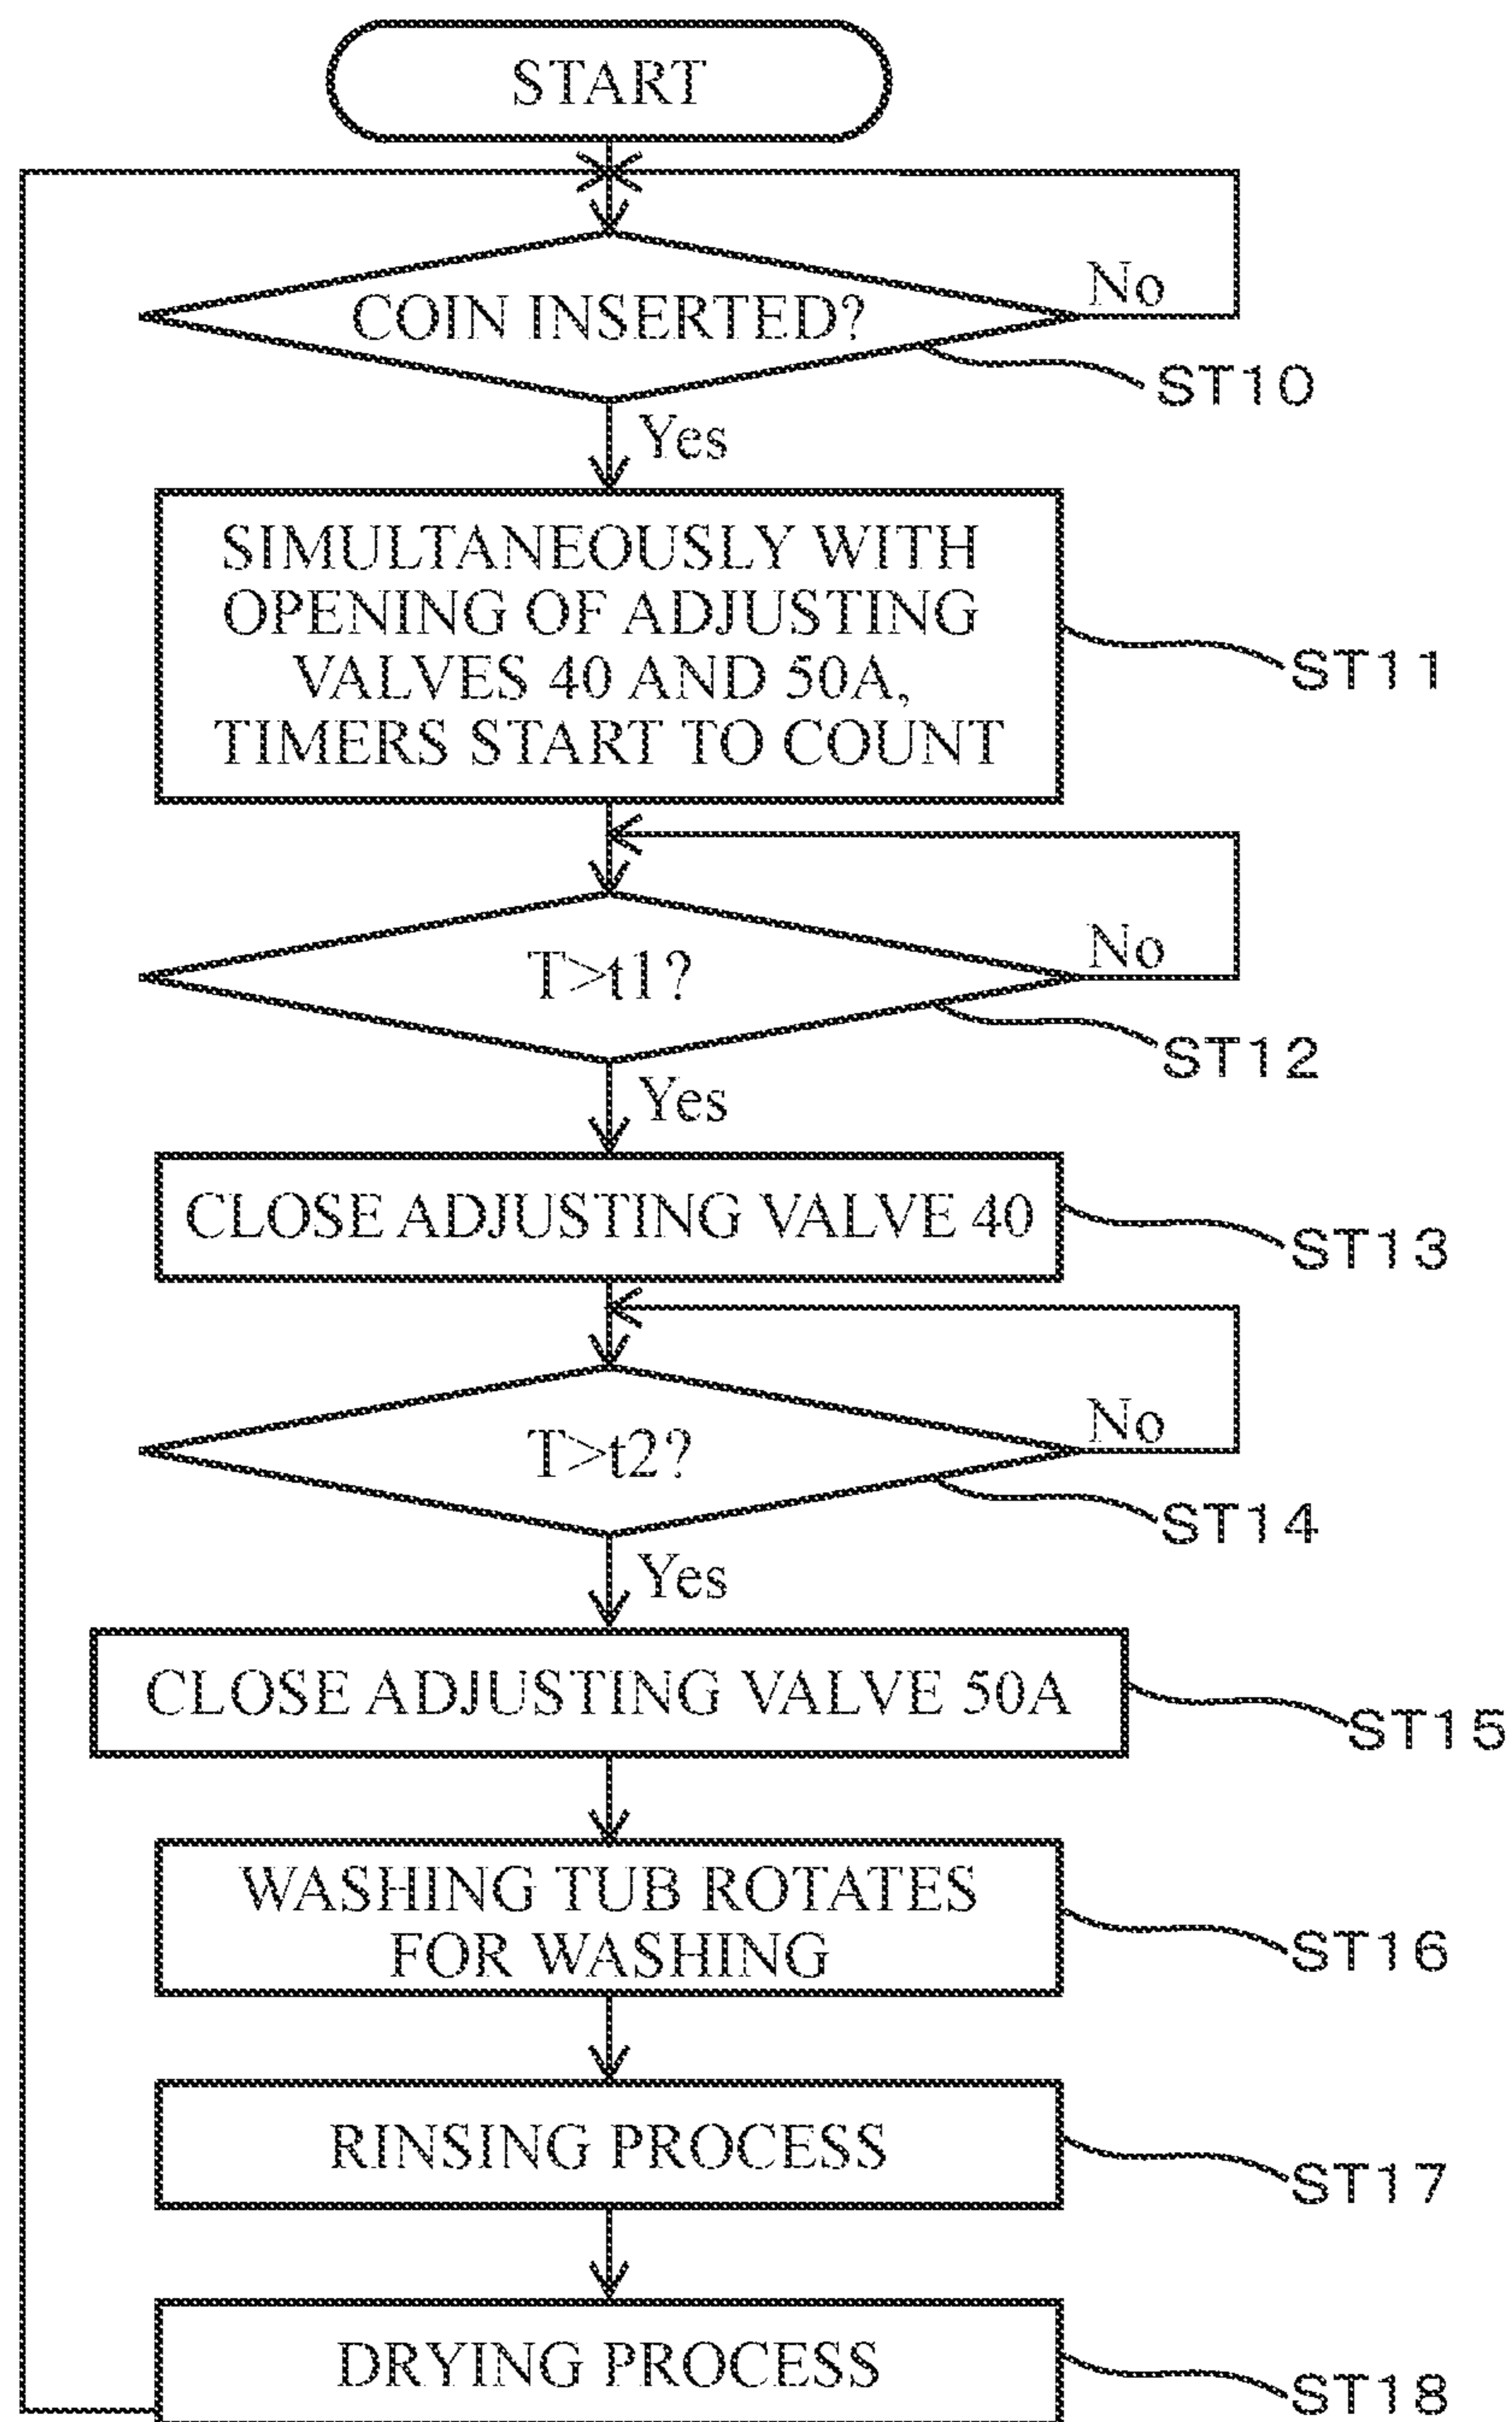 START
COIN INSERTED?
No
ST10
Yes
SIMULTANEOUSLY WITH
OPENING OF ADJUSTING
VALVES 40 AND 50A,
TIMERS START TO COUNT
ST11
T>t1?
No
ST12
Yes
CLOSE ADJUSTING VALVE 40
ST13
T>t2?
No
ST14
Yes
CLOSE ADJUSTING VALVE 50A
ST15
WASHING TUB ROTATES
FOR WASHING
ST16
RINSING PROCESS
ST17
DRYING PROCESS
ST18